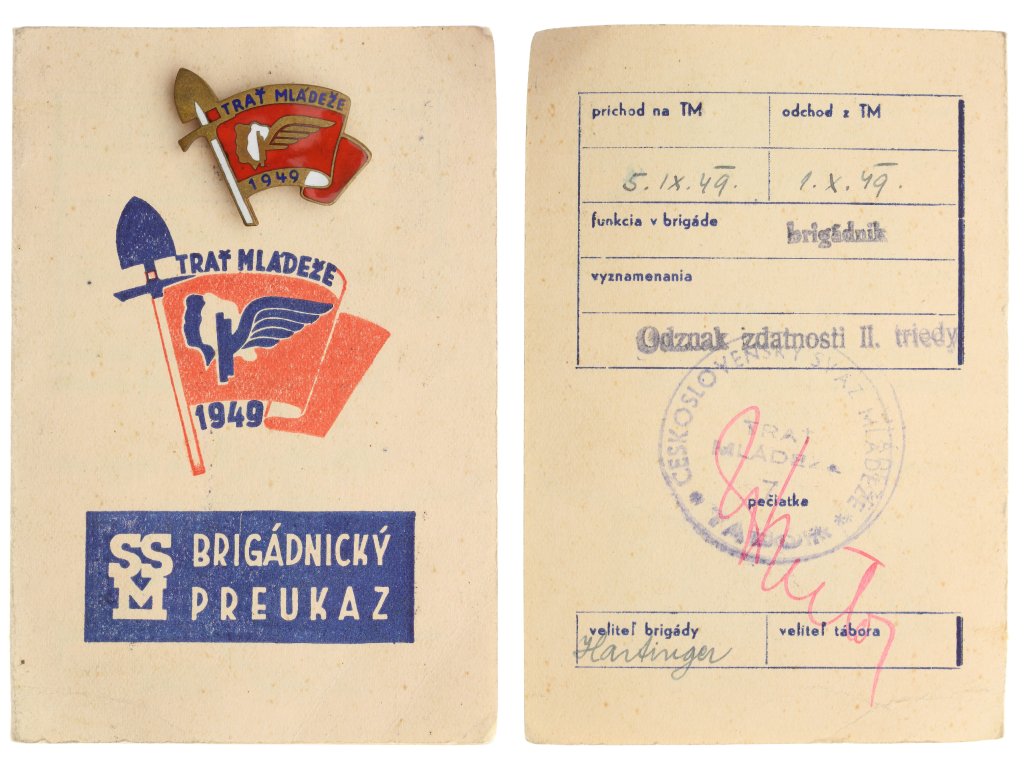 TRAŤ MLÁDEŽE
1949
TRAŤ MLÁDEŽE
1949
SSM
BRIGÁDNICKÝ
PREUKAZ
príchod na TM
odchod z TM
5. IX. 49.
1. X. 49.
funkcia v brigáde
brigádnik
vyznamenania
Odznak zdatnosti II. triedy
ČESKOSLOVENSKÝ SVAZ MLÁDEŽE
TRAŤ
MLÁDEŽE
7
pečiatka
TÁBOR
veliteľ brigády
veliteľ tábora
Hartinger